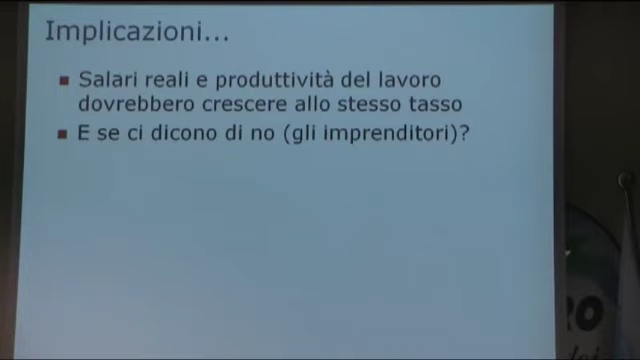 Implicazioni...
Salari reali e produttività del lavoro
dovrebbero crescere allo stesso tasso
E se ci dicono di no (gli imprenditori)?